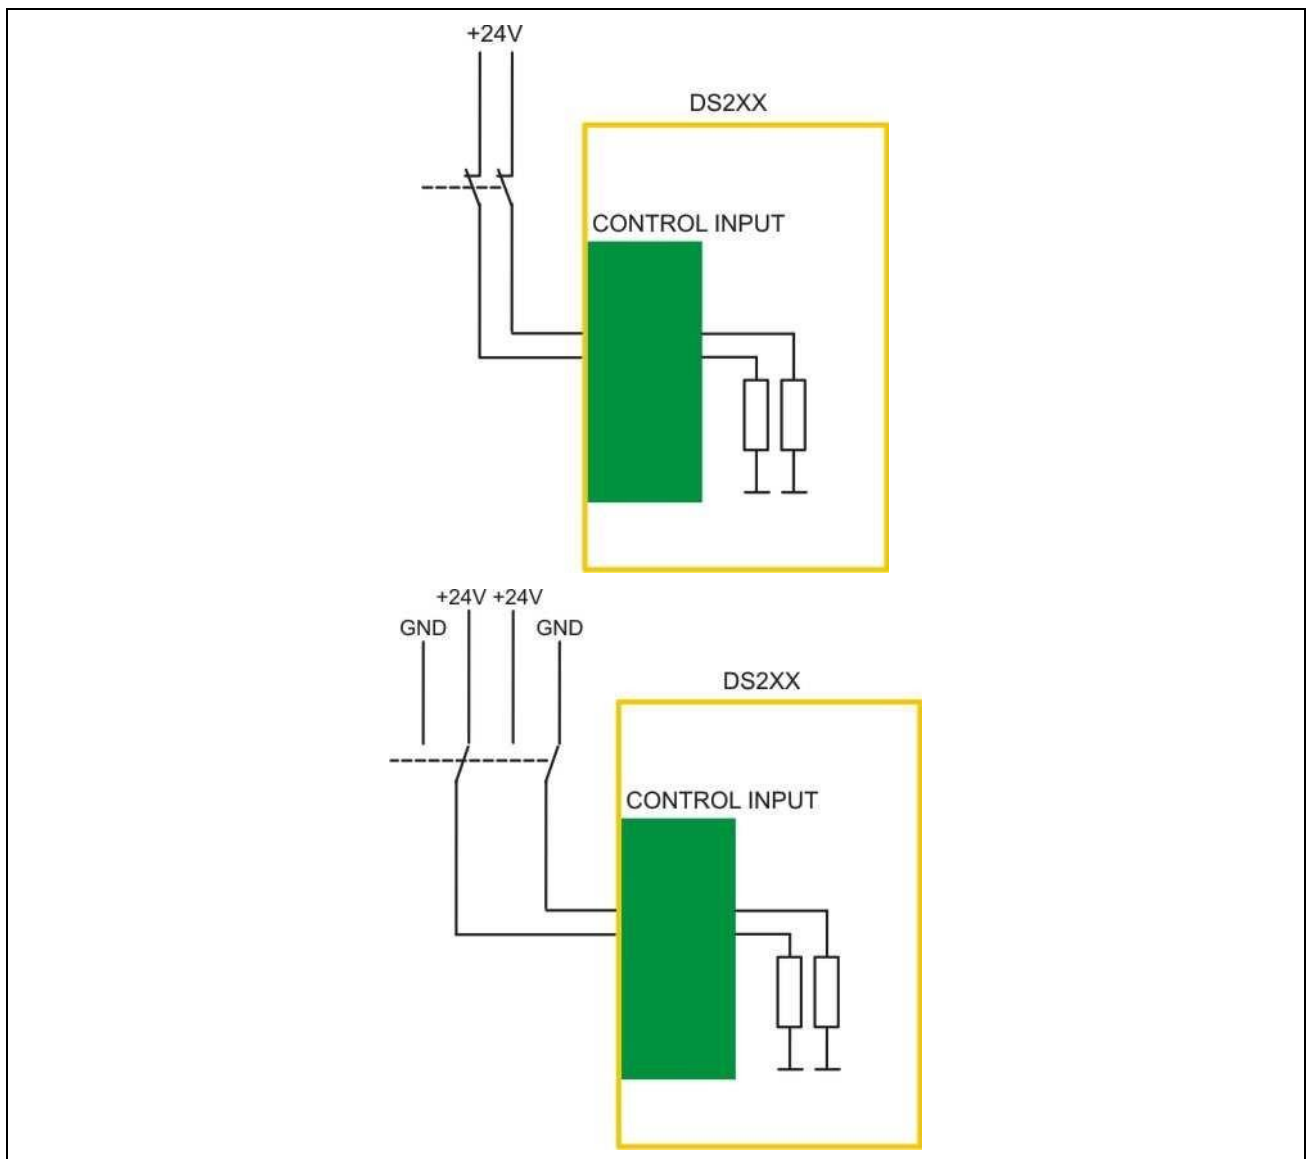 +24V
DS2XX
CONTROL INPUT
+24V +24V
GND GND
DS2XX
CONTROL INPUT